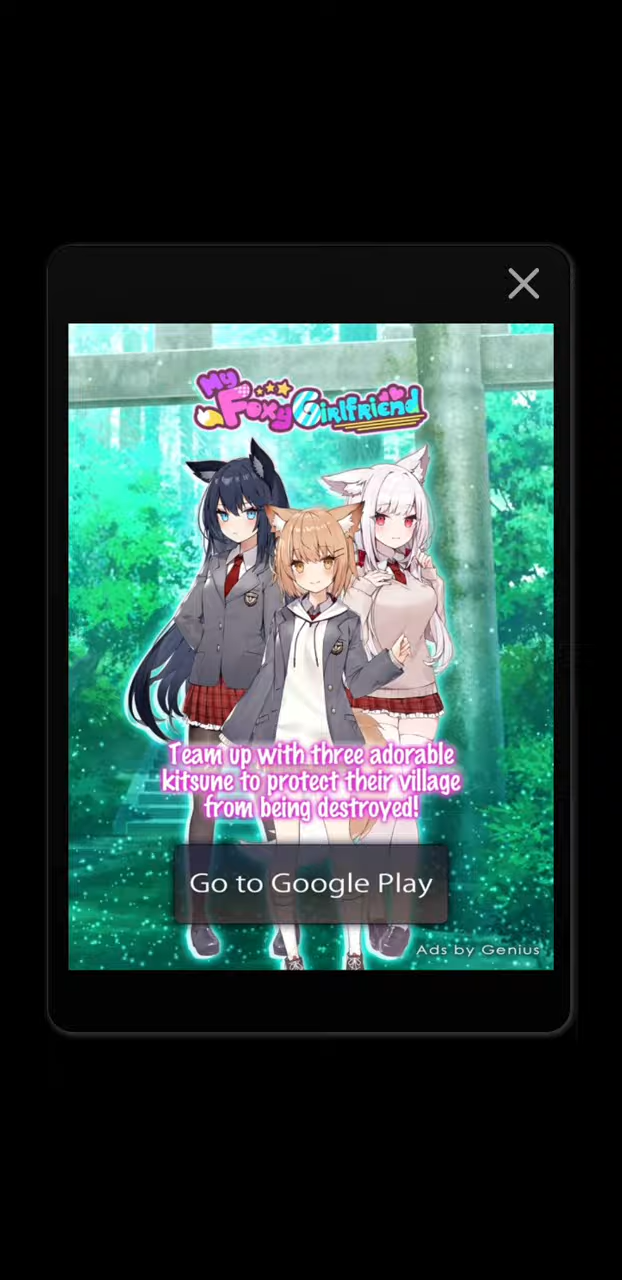 My
Foxy Girlfriend
Team up with three adorable
kitsune to protect their village
from being destroyed!
Go to Google Play
Ads by Genius